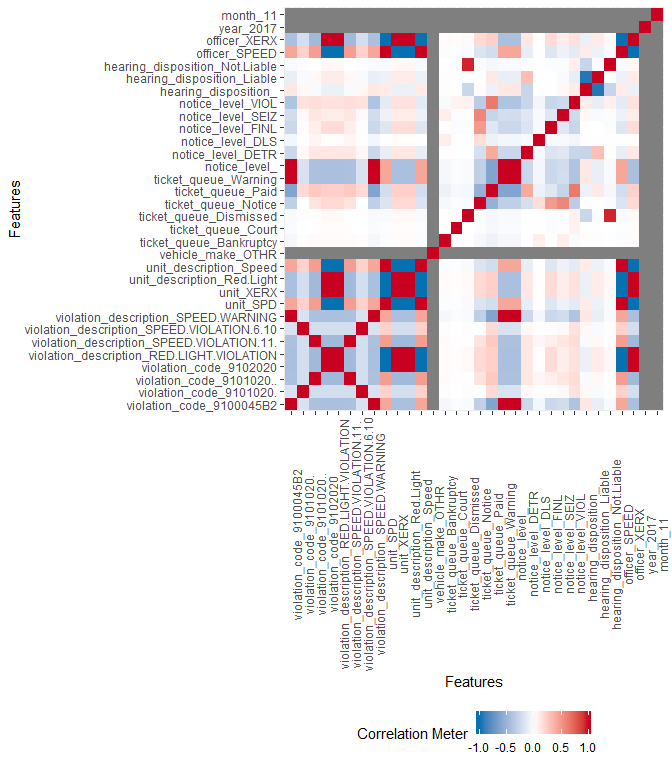 month_11
year_2017
officer_XERX
officer_SPEED
hearing_disposition_Not.Liable
hearing_disposition_Liable
hearing_disposition_
notice_level_VIOL
notice_level_SEIZ
notice_level_FINL
notice_level_DLS
notice_level_DETR
notice_level_
ticket_queue_Warning
ticket_queue_Paid
ticket_queue_Notice
ticket_queue_Dismissed
ticket_queue_Court
ticket_queue_Bankruptcy
vehicle_make_OTHR
unit_description_Speed
unit_description_Red.Light
unit_XERX
unit_SPD
violation_description_SPEED.WARNING
violation_description_SPEED.VIOLATION.6.10
violation_description_SPEED.VIOLATION.11.
violation_description_RED.LIGHT.VIOLATION
violation_code_9102020
violation_code_9101020..
violation_code_9101020.
violation_code_9100045B2
Features
violation_code_9100045B2
violation_code_9101020.
violation_code_9101020..
violation_code_9102020
violation_description_RED.LIGHT.VIOLATION
violation_description_SPEED.VIOLATION.11.
violation_description_SPEED.VIOLATION.6.10
violation_description_SPEED.WARNING
unit_SPD
unit_XERX
unit_description_Red.Light
unit_description_Speed
vehicle_make_OTHR
ticket_queue_Bankruptcy
ticket_queue_Court
ticket_queue_Dismissed
ticket_queue_Notice
ticket_queue_Paid
ticket_queue_Warning
notice_level_
notice_level_DETR
notice_level_DLS
notice_level_FINL
notice_level_SEIZ
notice_level_VIOL
hearing_disposition_
hearing_disposition_Liable
hearing_disposition_Not.Liable
officer_SPEED
officer_XERX
year_2017
month_11
Features
Correlation Meter
-1.0 -0.5 0.0 0.5 1.0